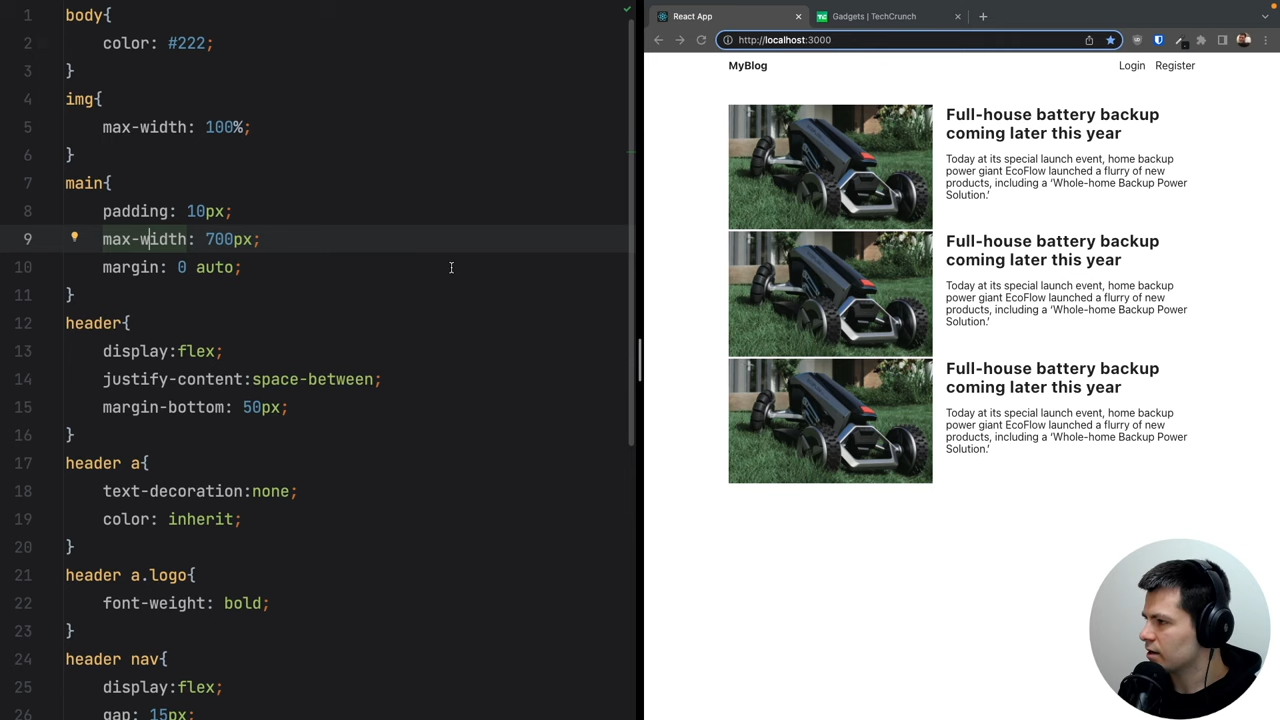 1 body{
2 color: #222;
3 }
4 img{
5 max-width: 100%;
6 }
7 main{
8 padding: 10px;
9 max-width: 700px;
10 margin: 0 auto;
11 }
12 header{
13 display:flex;
14 justify-content:space-between;
15 margin-bottom: 50px;
16 }
17 header a{
18 text-decoration:none;
19 color: inherit;
20 }
21 header a.logo{
22 font-weight: bold;
23 }
24 header nav{
25 display:flex;
26 gap: 15px;
React App
Gadgets | TechCrunch
http://localhost:3000
MyBlog
Login Register
Full-house battery backup
coming later this year
Today at its special launch event, home backup
power giant EcoFlow launched a flurry of new
products, including a ‘Whole-home Backup Power
Solution.’
Full-house battery backup
coming later this year
Today at its special launch event, home backup
power giant EcoFlow launched a flurry of new
products, including a ‘Whole-home Backup Power
Solution.’
Full-house battery backup
coming later this year
Today at its special launch event, home backup
power giant EcoFlow launched a flurry of new
products, including a ‘Whole-home Backup Power
Solution.’